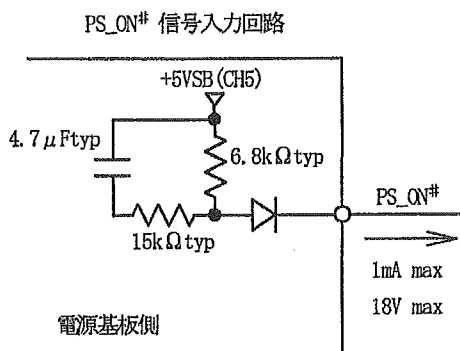 PS_ON# 信号入力回路
+5VSB(CH5)
4.7μFtyp
6.8kΩtyp
15kΩtyp
PS_ON#
1mA max
18V max
電源基板側